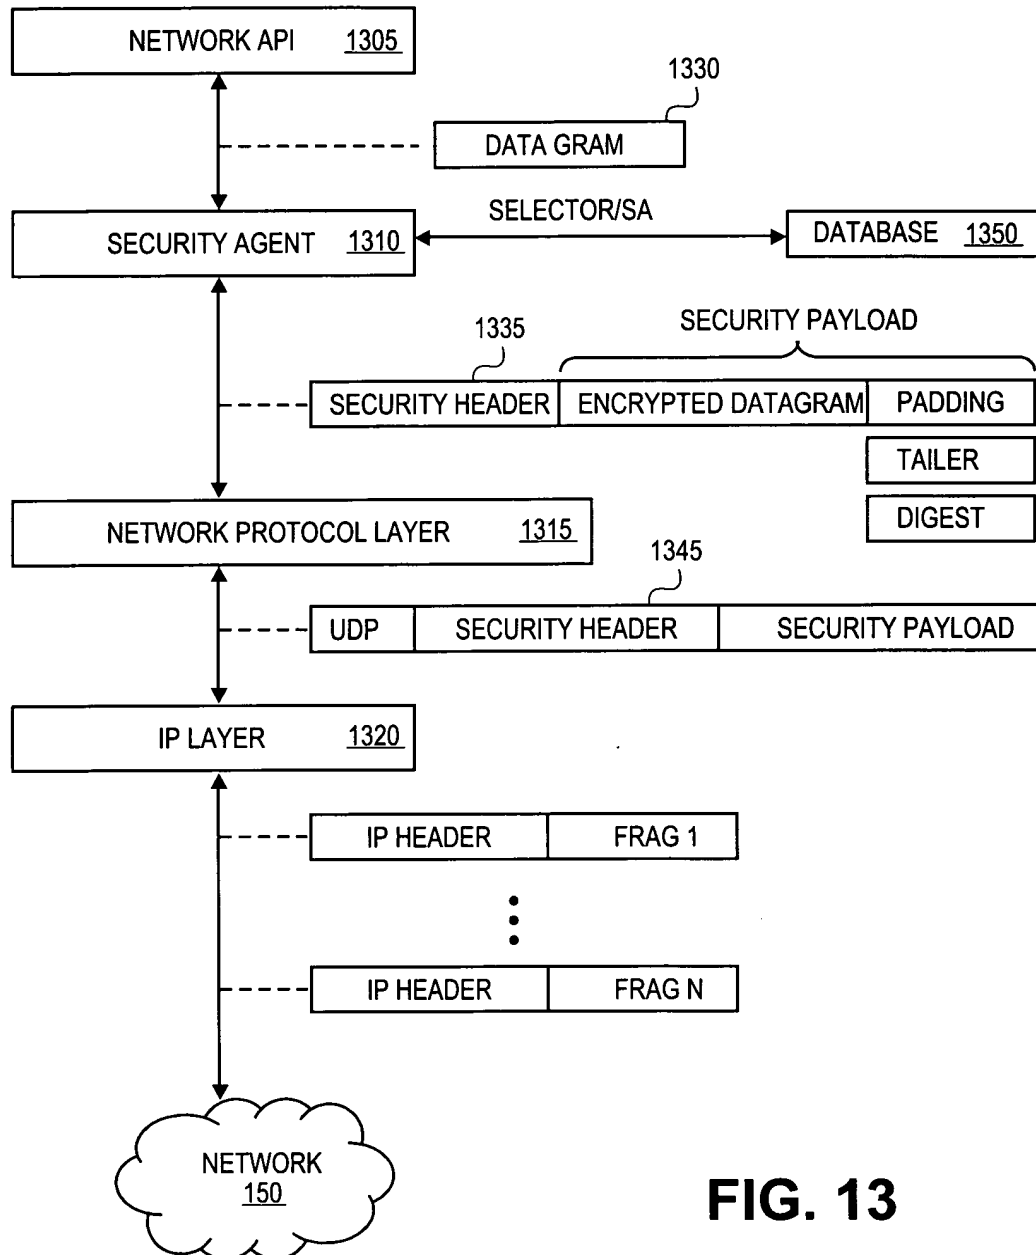 NETWORK API 1305
1330
DATA GRAM
SELECTOR/SA
SECURITY AGENT 1310
DATABASE 1350
SECURITY PAYLOAD
1335
SECURITY HEADER ENCRYPTED DATAGRAM PADDING
TAILER
DIGEST
NETWORK PROTOCOL LAYER 1315
1345
UDP SECURITY HEADER SECURITY PAYLOAD
IP LAYER 1320
IP HEADER FRAG 1
IP HEADER FRAG N
NETWORK
150
FIG. 13